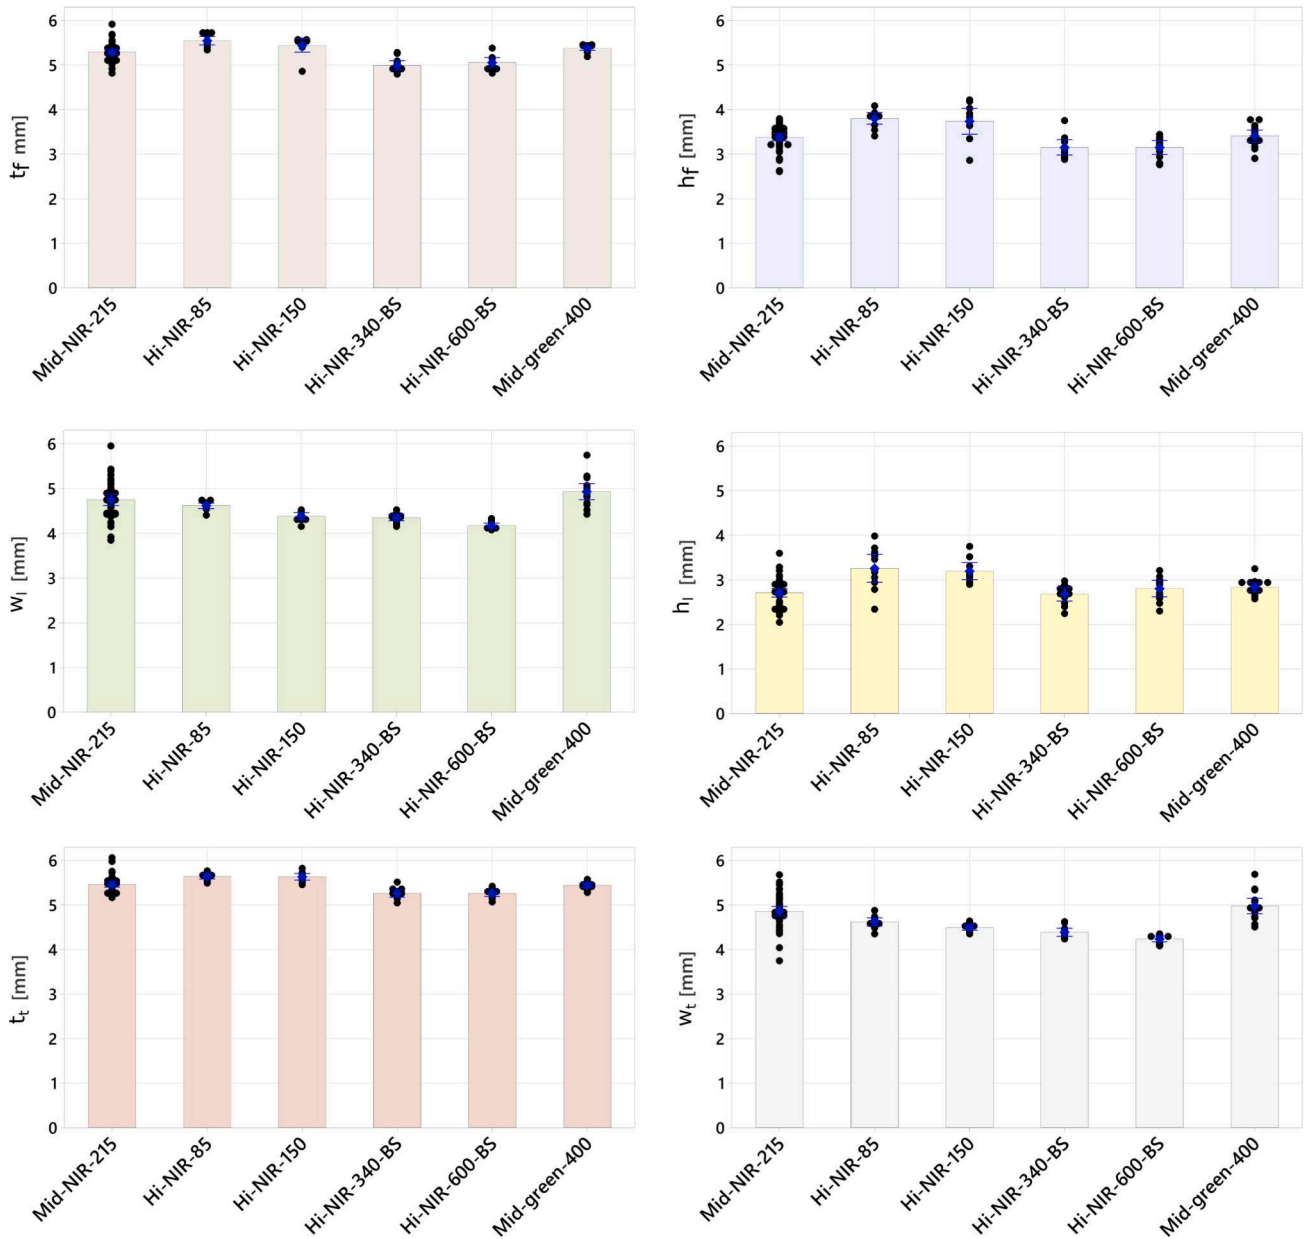 6
5
4
3
2
1
0
t_f mm]
Mid-NIR-215
Hi-NIR-85
Hi-NIR-150
Hi-NIR-340-BS
Hi-NIR-600-BS
Mid-green-400
6
5
4
3
2
1
0
h_f [mm]
Mid-NIR-215
Hi-NIR-85
Hi-NIR-150
Hi-NIR-340-BS
Hi-NIR-600-BS
Mid-green-400
6
5
4
3
2
1
0
w_l [mm]
Mid-NIR-215
Hi-NIR-85
Hi-NIR-150
Hi-NIR-340-BS
Hi-NIR-600-BS
Mid-green-400
6
5
4
3
2
1
0
h_l [mm]
Mid-NIR-215
Hi-NIR-85
Hi-NIR-150
Hi-NIR-340-BS
Hi-NIR-600-BS
Mid-green-400
6
5
4
3
2
1
0
t_t [mm]
Mid-NIR-215
Hi-NIR-85
Hi-NIR-150
Hi-NIR-340-BS
Hi-NIR-600-BS
Mid-green-400
6
5
4
3
2
1
0
w_t [mm]
Mid-NIR-215
Hi-NIR-85
Hi-NIR-150
Hi-NIR-340-BS
Hi-NIR-600-BS
Mid-green-400